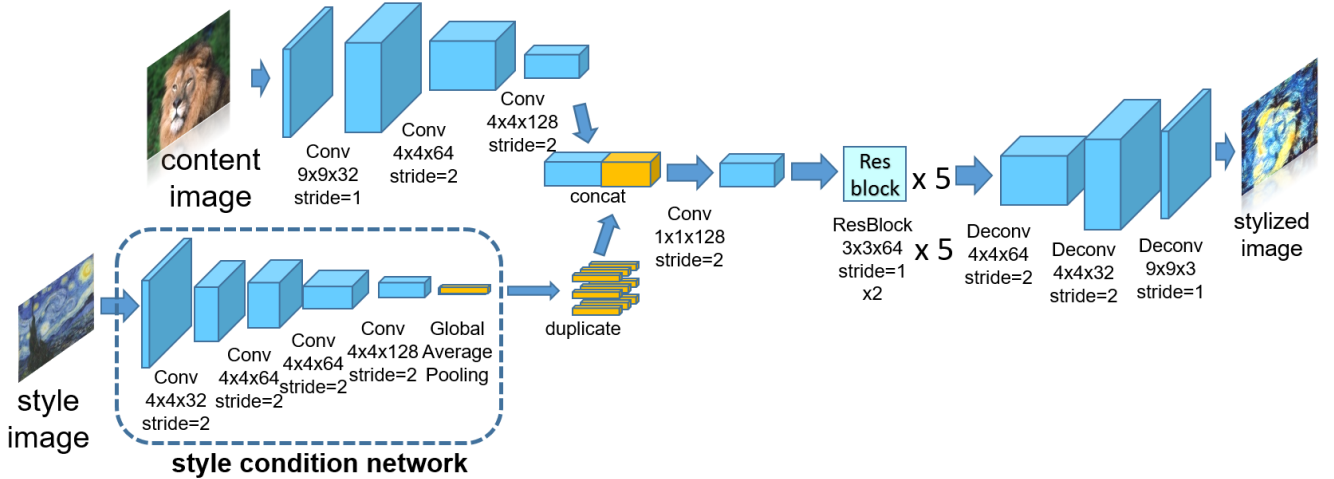 content
image
Conv
9x9x32
stride=1
Conv
4x4x64
stride=2
Conv
4x4x128
stride=2
concat
Conv
1x1x128
stride=2
Res
block
x 5
ResBlock
3x3x64
stride=1
x2
x 5
Deconv
4x4x64
stride=2
Deconv
4x4x32
stride=2
Deconv
9x9x3
stride=1
stylized
image
style
image
Conv
4x4x32
stride=2
Conv
4x4x64
stride=2
Conv
4x4x64
stride=2
Conv
4x4x128
stride=2
Global
Average
Pooling
duplicate
style condition network